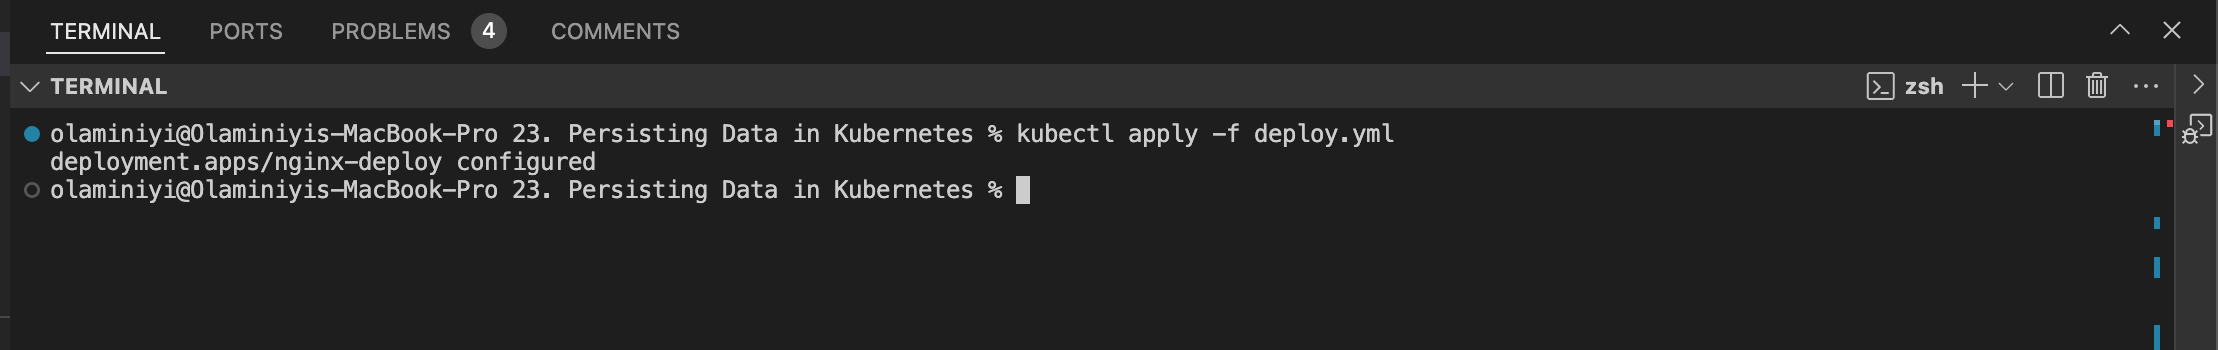 TERMINAL PORTS PROBLEMS 4 COMMENTS
TERMINAL zsh
olaminiyi@Olaminiyis-MacBook-Pro 23. Persisting Data in Kubernetes % kubectl apply -f deploy.yml
deployment.apps/nginx-deploy configured
olaminiyi@Olaminiyis-MacBook-Pro 23. Persisting Data in Kubernetes %